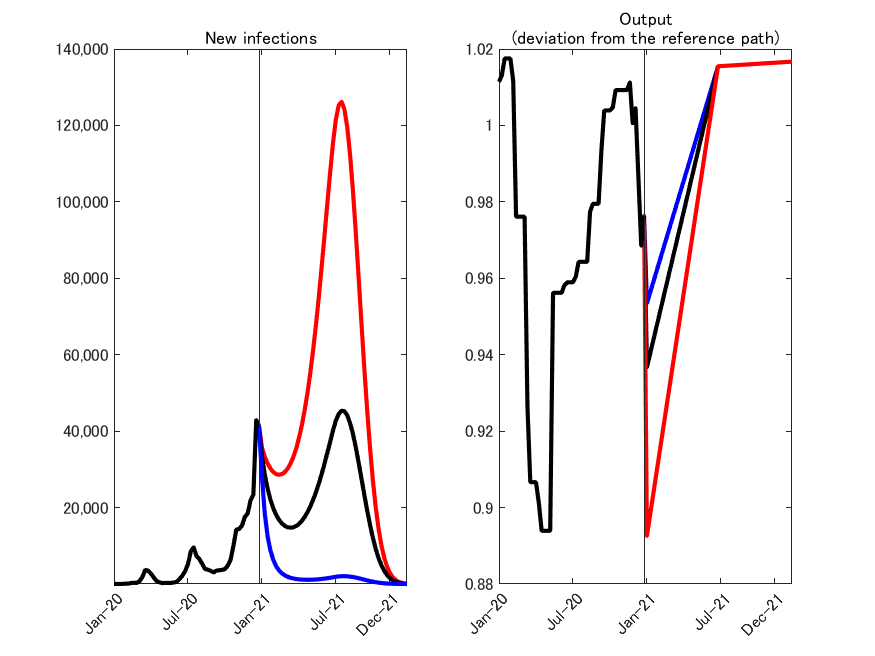 New infections
140,000
120,000
100,000
80,000
60,000
40,000
20,000
Jan-20
Jul-20
Jan-21
Jul-21
Dec-21
Output
(deviation from the reference path)
1.02
1
0.98
0.96
0.94
0.92
0.9
0.88
Jan-20
Jul-20
Jan-21
Jul-21
Dec-21